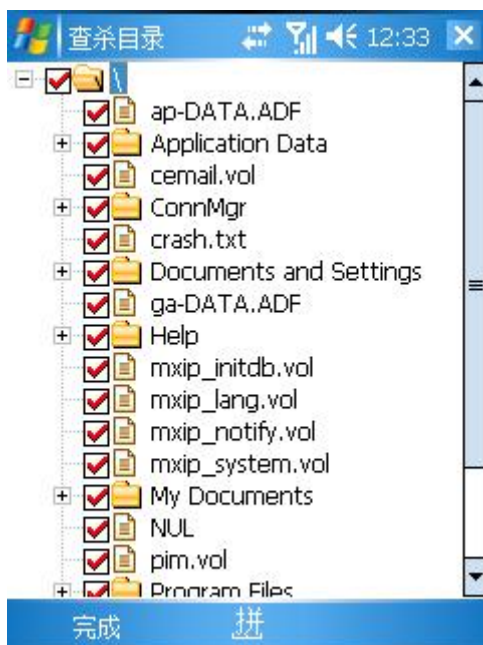 查杀目录 12:33
\
ap-DATA.ADF
Application Data
cemail.vol
ConnMgr
crash.txt
Documents and Settings
ga-DATA.ADF
Help
mxip_initdb.vol
mxip_lang.vol
mxip_notify.vol
mxip_system.vol
My Documents
NUL
pim.vol
Program Files
完成 拼